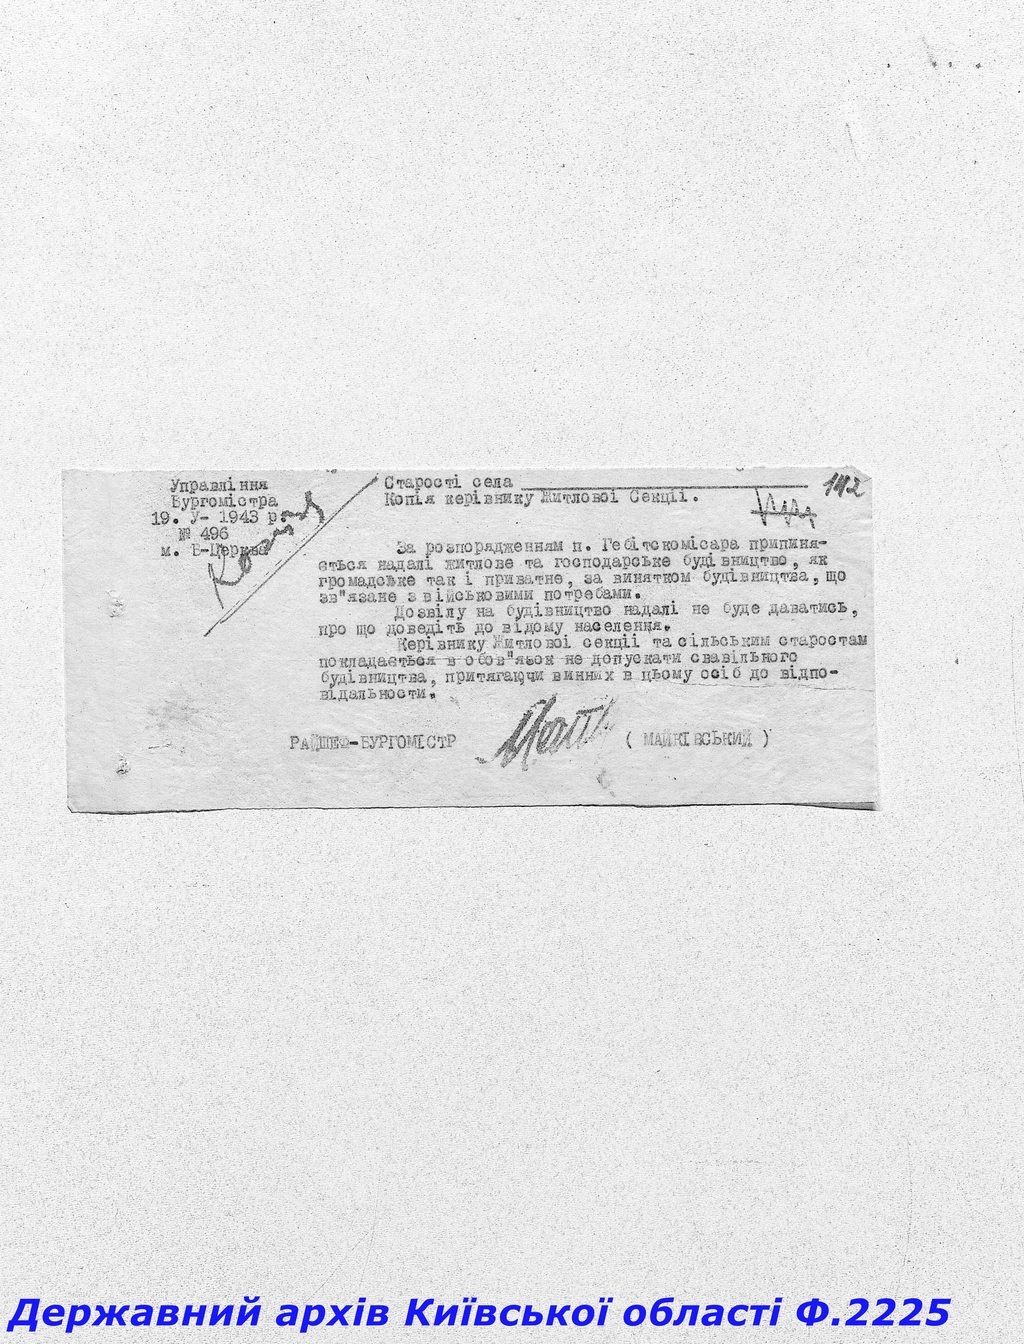 Управління
Бургомістра
19. У- 1943 р.
№ 496
м. Б-Церква
Старості села
Копія керівнику Житлової Секції.
142
За розпорядженням п. Гебітскомісара припиня-
ється надалі житлове та господарське будівництво, як
громадське так і приватне, за винятком будівництва, що
зв"язане з військовими потребами.
Дозвілу на будівництво надалі не буде даватись,
про що доведіть до відому населення.
Керівнику Житлової секції та сільським старостам
покладається в обов"язок не допускати свавільного
будівництва, притягаючи винних в цьому осіб до відпо-
відальности.
РАЙШЕФ-БУРГОМІСТР
( МАЙКІВСЬКИЙ )
Державний архів Київської області Ф.2225